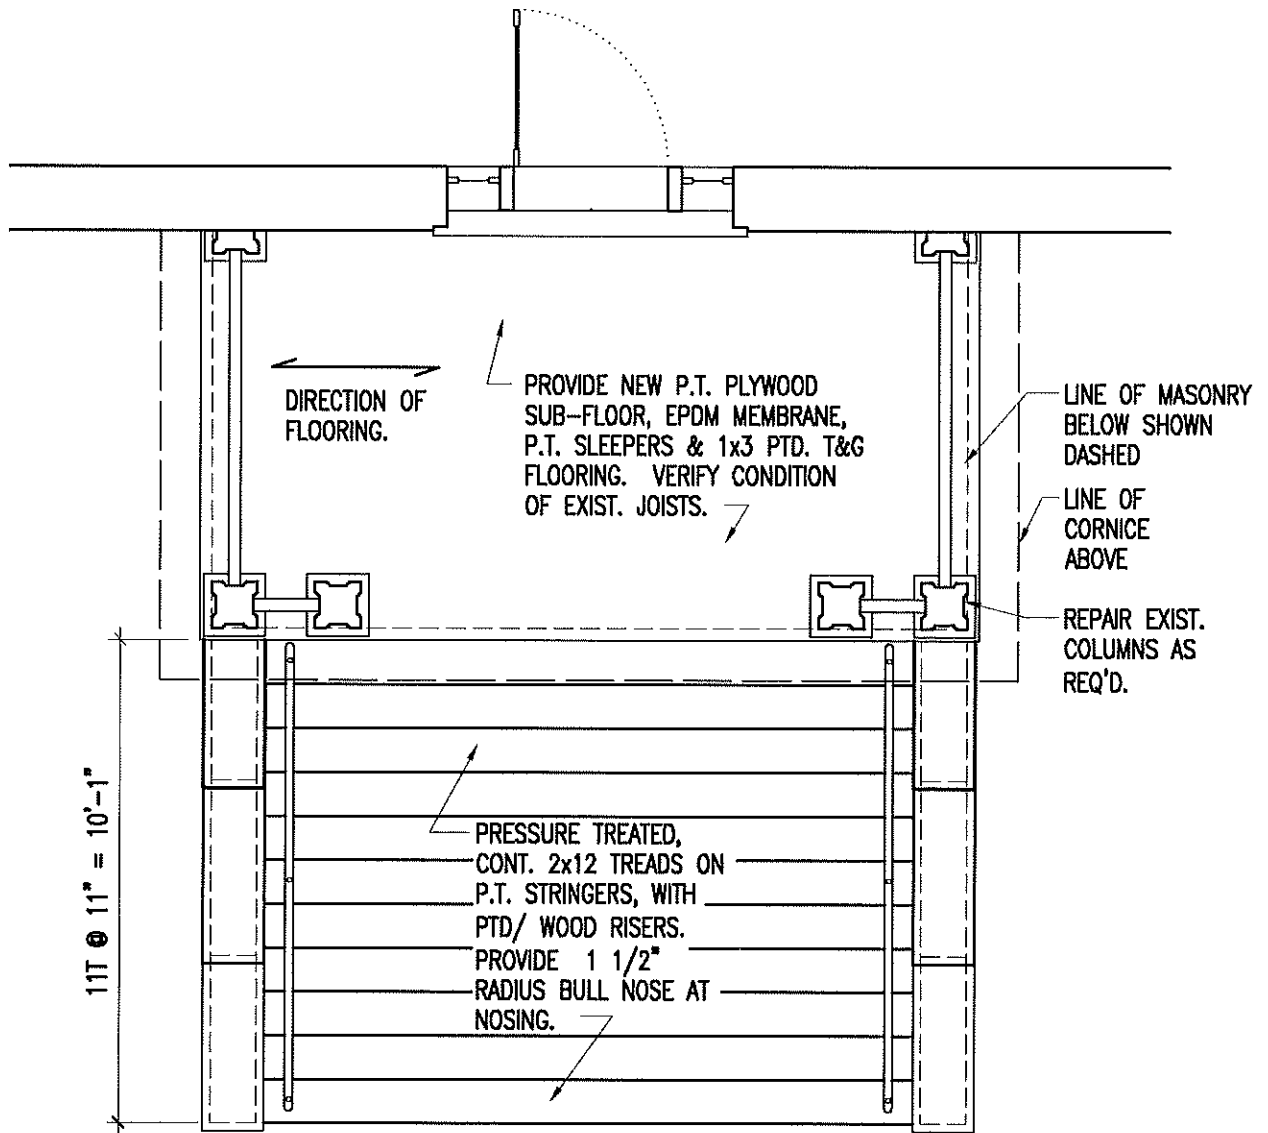 DIRECTION OF
FLOORING.
PROVIDE NEW P.T. PLYWOOD
SUB-FLOOR, EPDM MEMBRANE,
P.T. SLEEPERS & 1x3 PTD. T&G
FLOORING. VERIFY CONDITION
OF EXIST. JOISTS.
LINE OF MASONRY
BELOW SHOWN
DASHED
LINE OF
CORNICE
ABOVE
REPAIR EXIST.
COLUMNS AS
REQ'D.
11T @ 11" = 10'-1"
PRESSURE TREATED,
CONT. 2x12 TREADS ON
P.T. STRINGERS, WITH
PTD/ WOOD RISERS.
PROVIDE 1 1/2"
RADIUS BULL NOSE AT
NOSING.